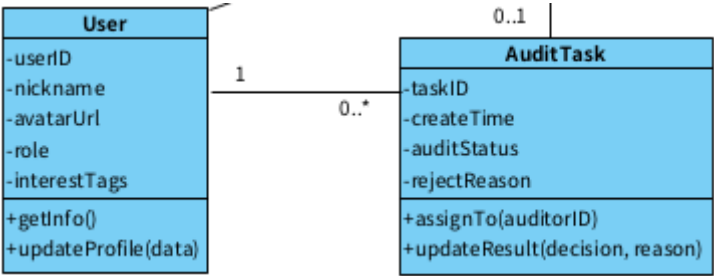 User
-userID
-nickname
-avatarUrl
-role
-interestTags
+getInfo()
+updateProfile(data)
1
0..*
0..1
AuditTask
-taskID
-createTime
-auditStatus
-rejectReason
+assignTo(auditorID)
+updateResult(decision, reason)